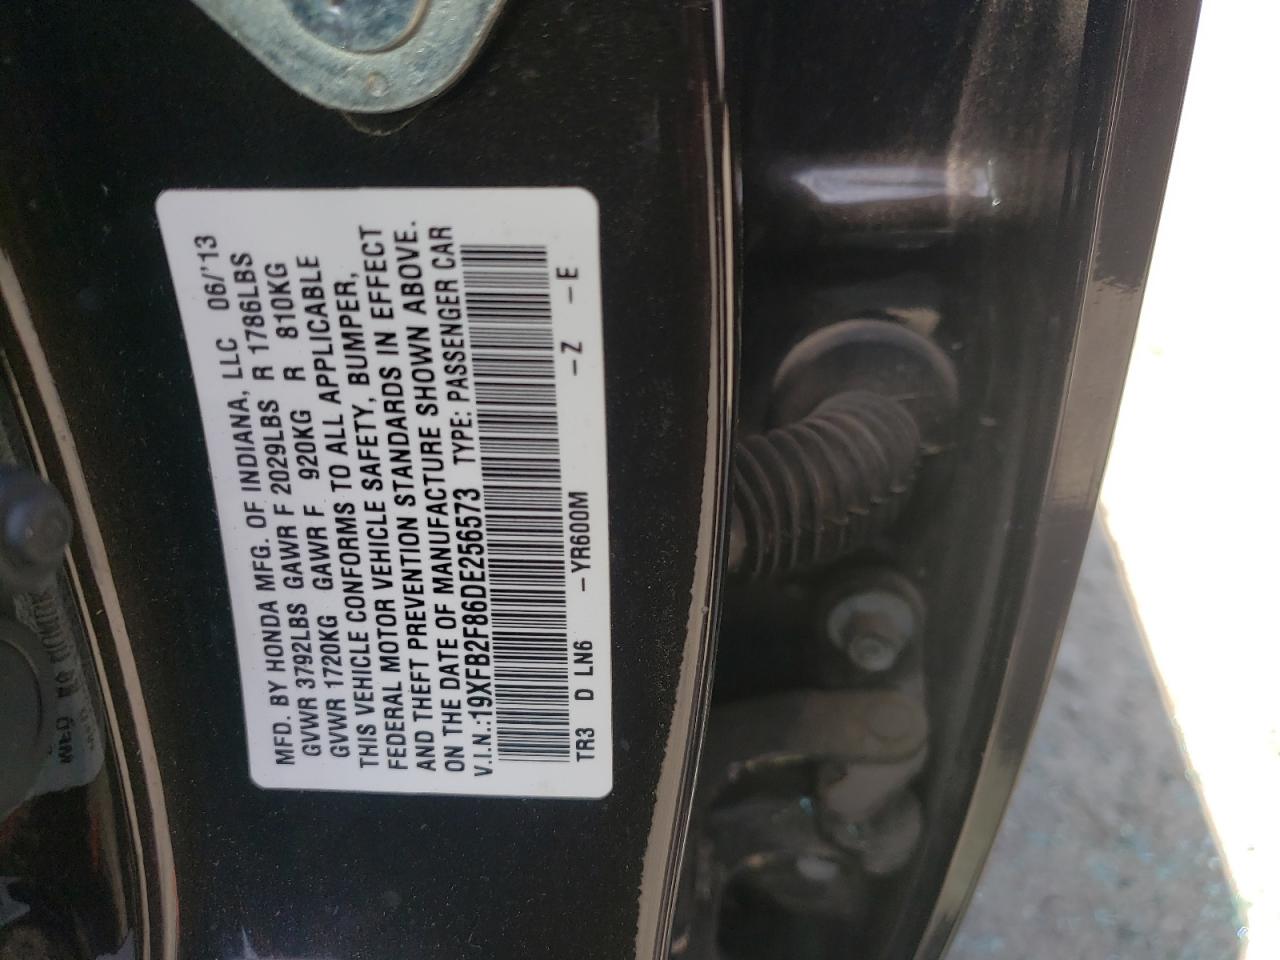 MFD. BY HONDA MFG. OF INDIANA, LLC 06/'13
GVWR 3792LBS GAWR F 2029LBS R 1786LBS
GVWR 1720KG GAWR F 920KG R 810KG
THIS VEHICLE CONFORMS TO ALL APPLICABLE
FEDERAL MOTOR VEHICLE SAFETY, BUMPER,
AND THEFT PREVENTION STANDARDS IN EFFECT
ON THE DATE OF MANUFACTURE SHOWN ABOVE.
V.I.N.:19XFB2F86DE256573 TYPE: PASSENGER CAR
TR3 D LN6 –YR600M –Z –E